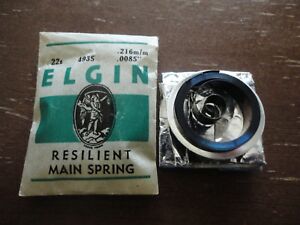 22s 4935 .216m/m
.0085"
ELGIN
RESILIENT
MAIN SPRING